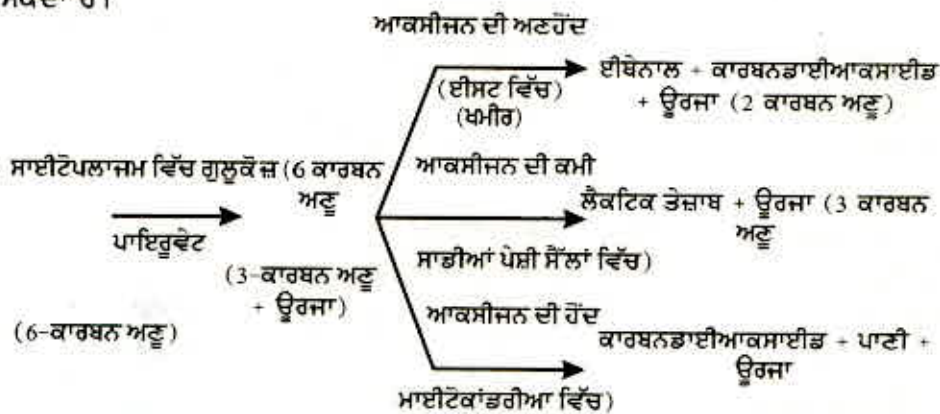 ਆਕਸੀਜਨ ਦੀ ਅਣਹੋਂਦ
(ਈਸਟ ਵਿੱਚ)
(ਖਮੀਰ)
ਈਥੇਨਾਲ + ਕਾਰਬਨਡਾਈਆਕਸਾਈਡ
+ ਊਰਜਾ (2 ਕਾਰਬਨ ਅਣੂ)
ਸਾਈਟੋਪਲਾਜਮ ਵਿੱਚ ਗੁਲੂਕੋਜ਼ (6 ਕਾਰਬਨ
ਅਣੂ
ਪਾਇਰੂਵੇਟ
(3-ਕਾਰਬਨ ਅਣੂ
+ ਊਰਜਾ)
(6-ਕਾਰਬਨ ਅਣੂ)
ਆਕਸੀਜਨ ਦੀ ਕਮੀ
ਸਾਡੀਆਂ ਪੇਸ਼ੀ ਸੈੱਲਾਂ ਵਿੱਚ)
ਲੈਕਟਿਕ ਤੇਜ਼ਾਬ + ਊਰਜਾ (3 ਕਾਰਬਨ
ਅਣੂ
ਆਕਸੀਜਨ ਦੀ ਹੋਂਦ
ਮਾਈਟੋਕਾਂਡਰੀਆ ਵਿੱਚ)
ਕਾਰਬਨਡਾਈਆਕਸਾਈਡ + ਪਾਣੀ +
ਊਰਜਾ